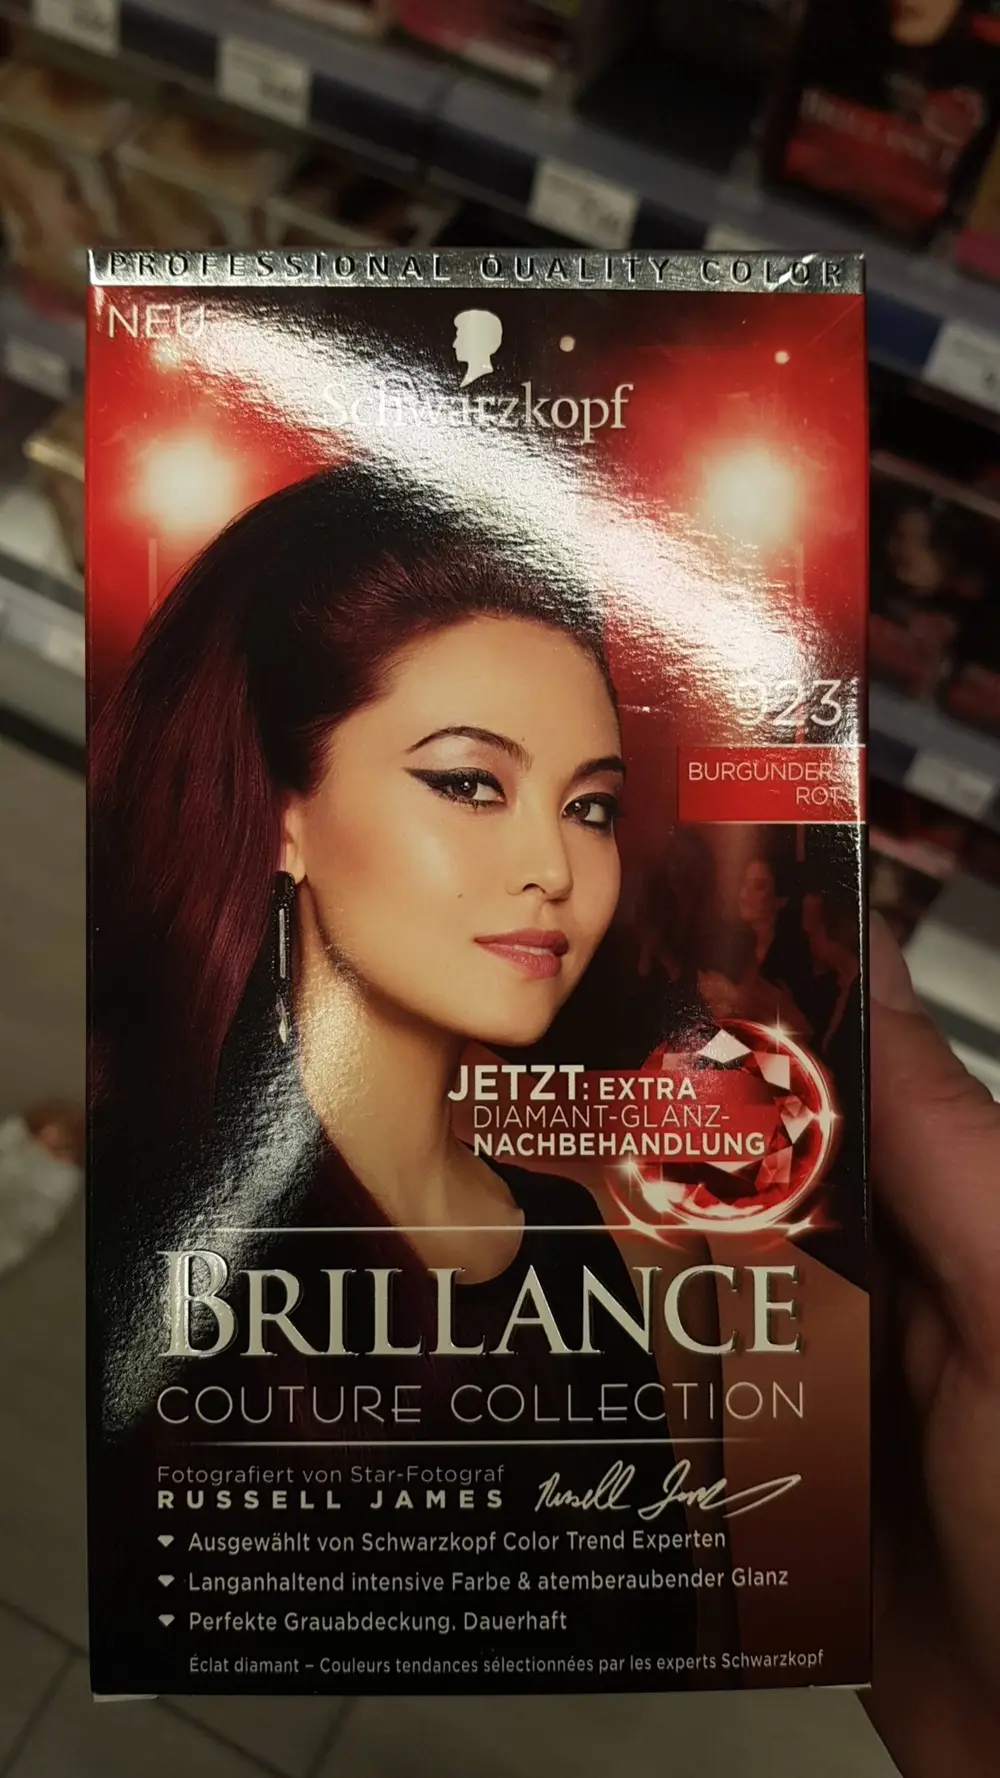 PROFESSIONAL QUALITY COLOR
NEU
Schwarzkopf
923
BURGUNDER-
ROT
JETZT: EXTRA
DIAMANT-GLANZ-
NACHBEHANDLUNG
BRILLANCE
COUTURE COLLECTION
Fotografiert von Star-Fotograf
RUSSELL JAMES
Russell James
Ausgewählt von Schwarzkopf Color Trend Experten
Langanhaltend intensive Farbe & atemberaubender Glanz
Perfekte Grauabdeckung. Dauerhaft
Éclat diamant – Couleurs tendances sélectionnées par les experts Schwarzkopf